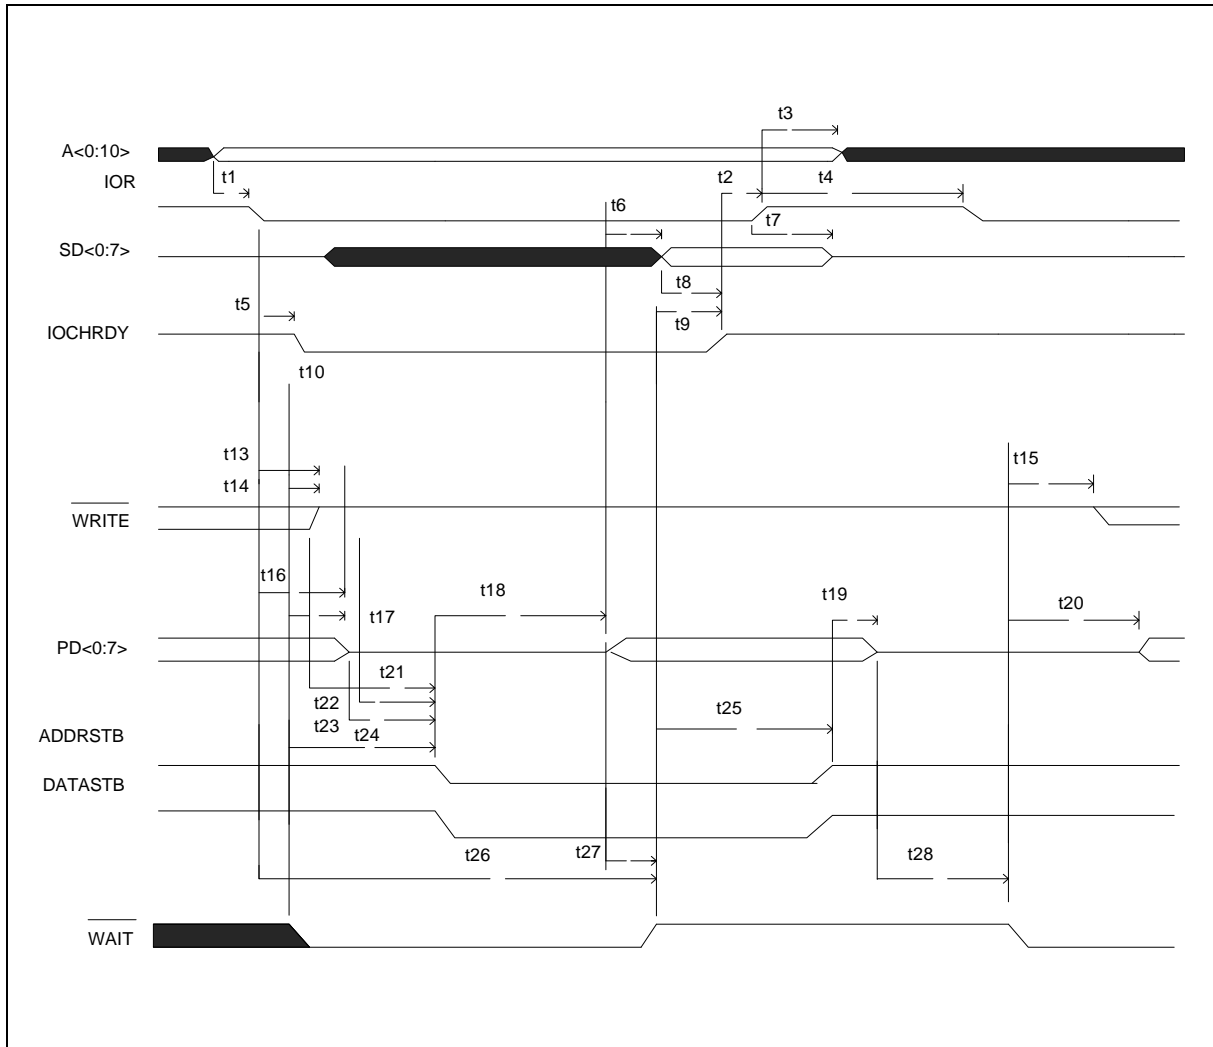 t3
A<0:10>
t1
t2
t4
IOR
t6
t7
SD<0:7>
t8
t5
t9
IOCHRDY
t10
t13
t15
t14
WRITE
t16
t18
t19
t20
t17
PD<0:7>
t21
t22
t23
t25
t24
ADDRSTB
DATASTB
t26
t27
t28
WAIT